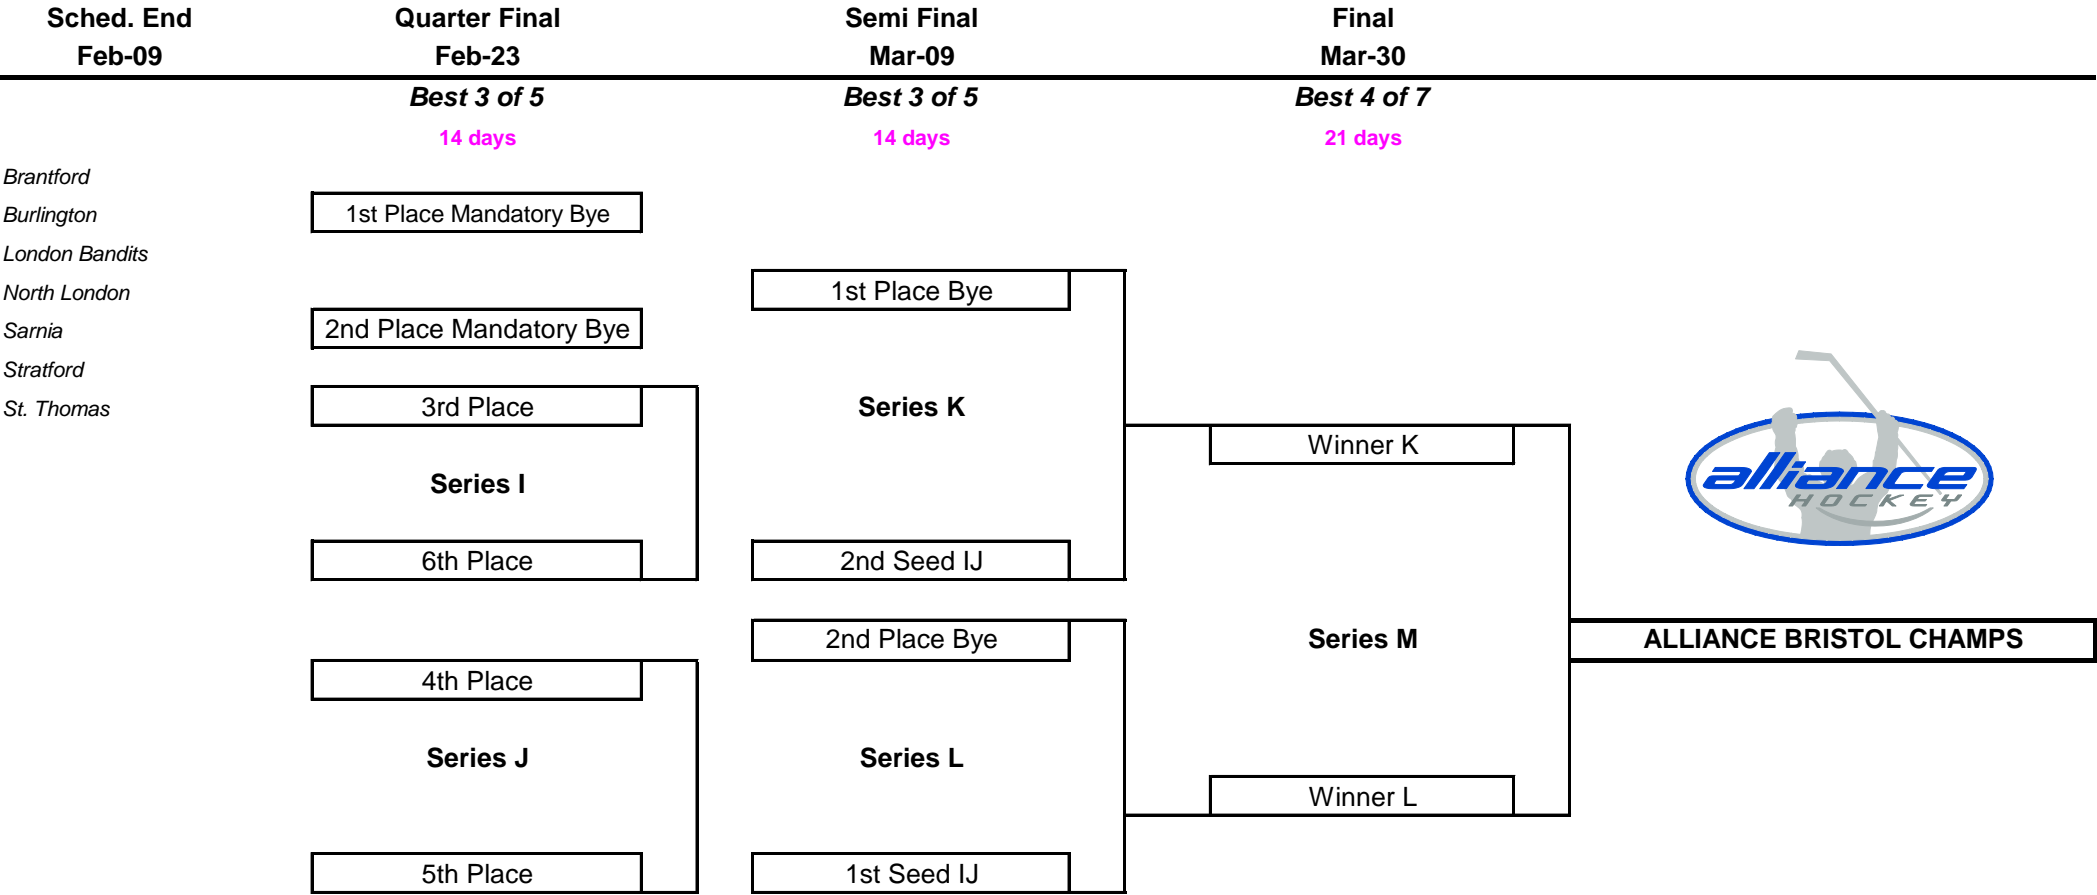 Sched. End Quarter Final Semi Final Final
Feb-09 Feb-23 Mar-09 Mar-30
Best 3 of 5 Best 3 of 5 Best 4 of 7
14 days 14 days 21 days
Brantford
Burlington 1st Place Mandatory Bye
London Bandits
North London 1st Place Bye
Sarnia 2nd Place Mandatory Bye
Stratford
St. Thomas 3rd Place Series K
Winner K
alliance
HOCKEY
Series I
6th Place 2nd Seed IJ
2nd Place Bye Series M ALLIANCE BRISTOL CHAMPS
4th Place
Series J Series L
Winner L
5th Place 1st Seed IJ